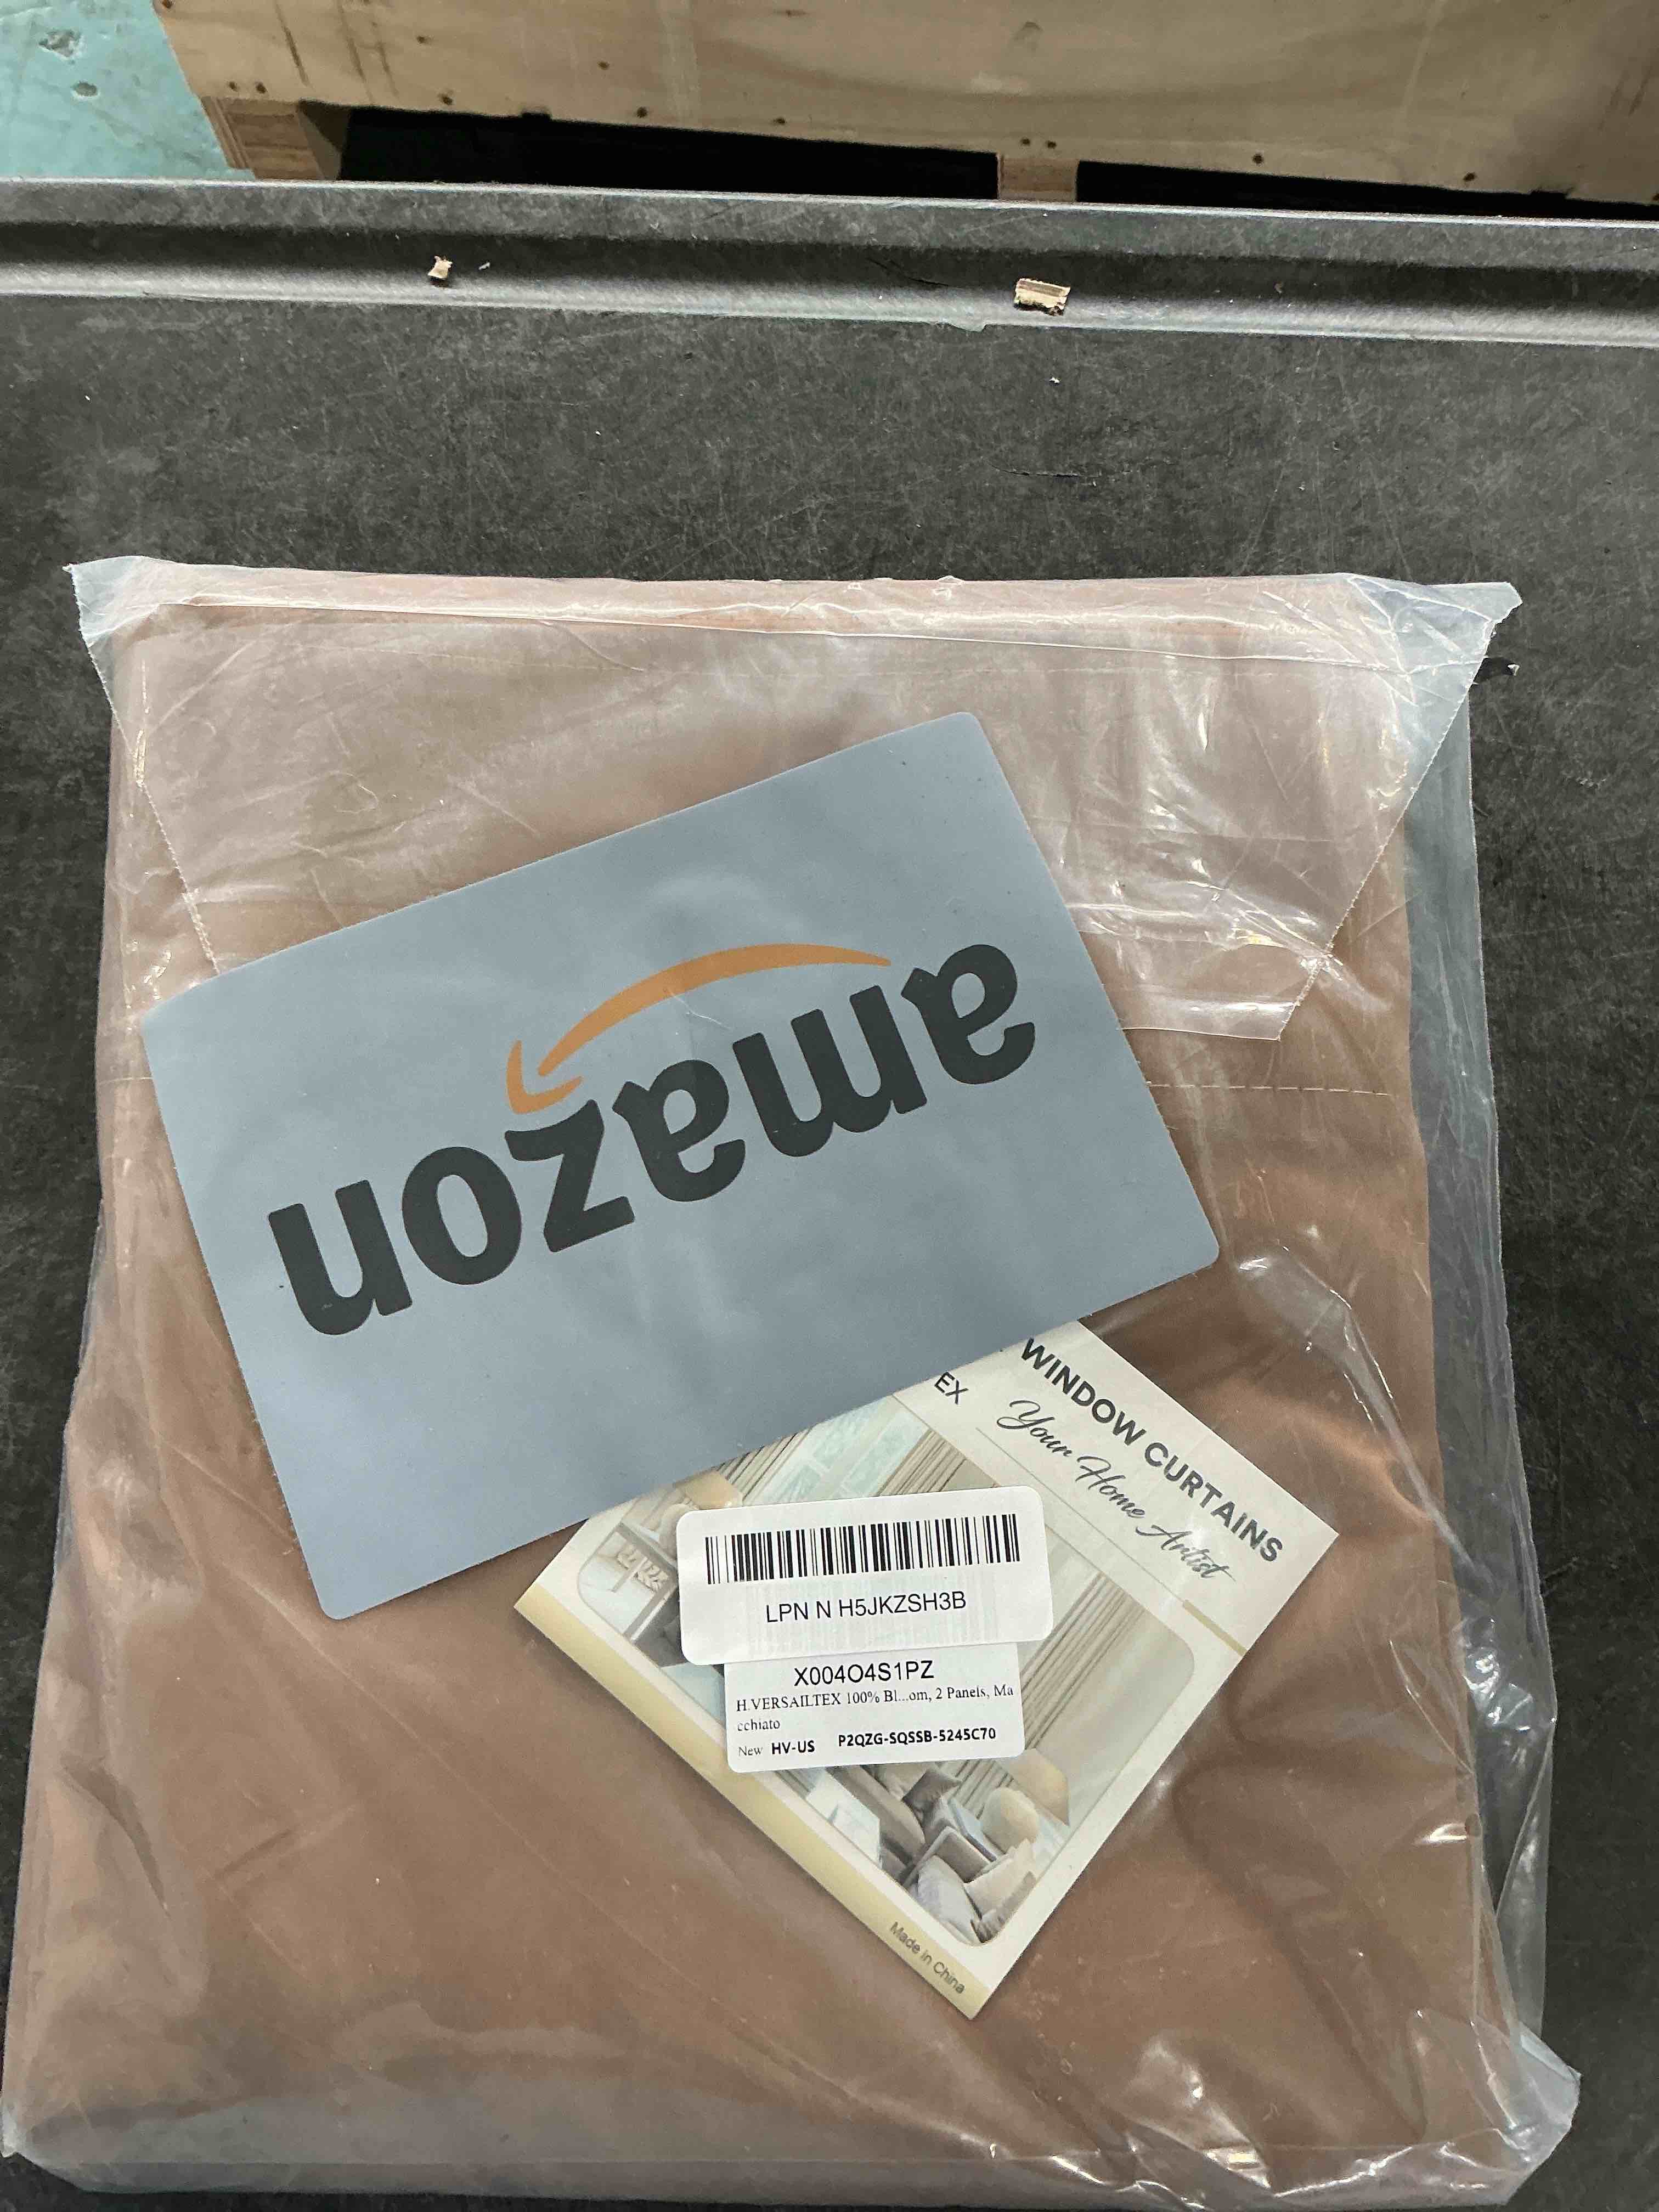 amazon
WINDOW CURTAINS
EX
Your Home Artist
LPN N H5JKZSH3B
X004O4S1PZ
H.VERSAILTEX 100% Bl...om, 2 Panels, Ma
cchiato
New HV-US P2QZG-SQSSB-5245C70
Made in China